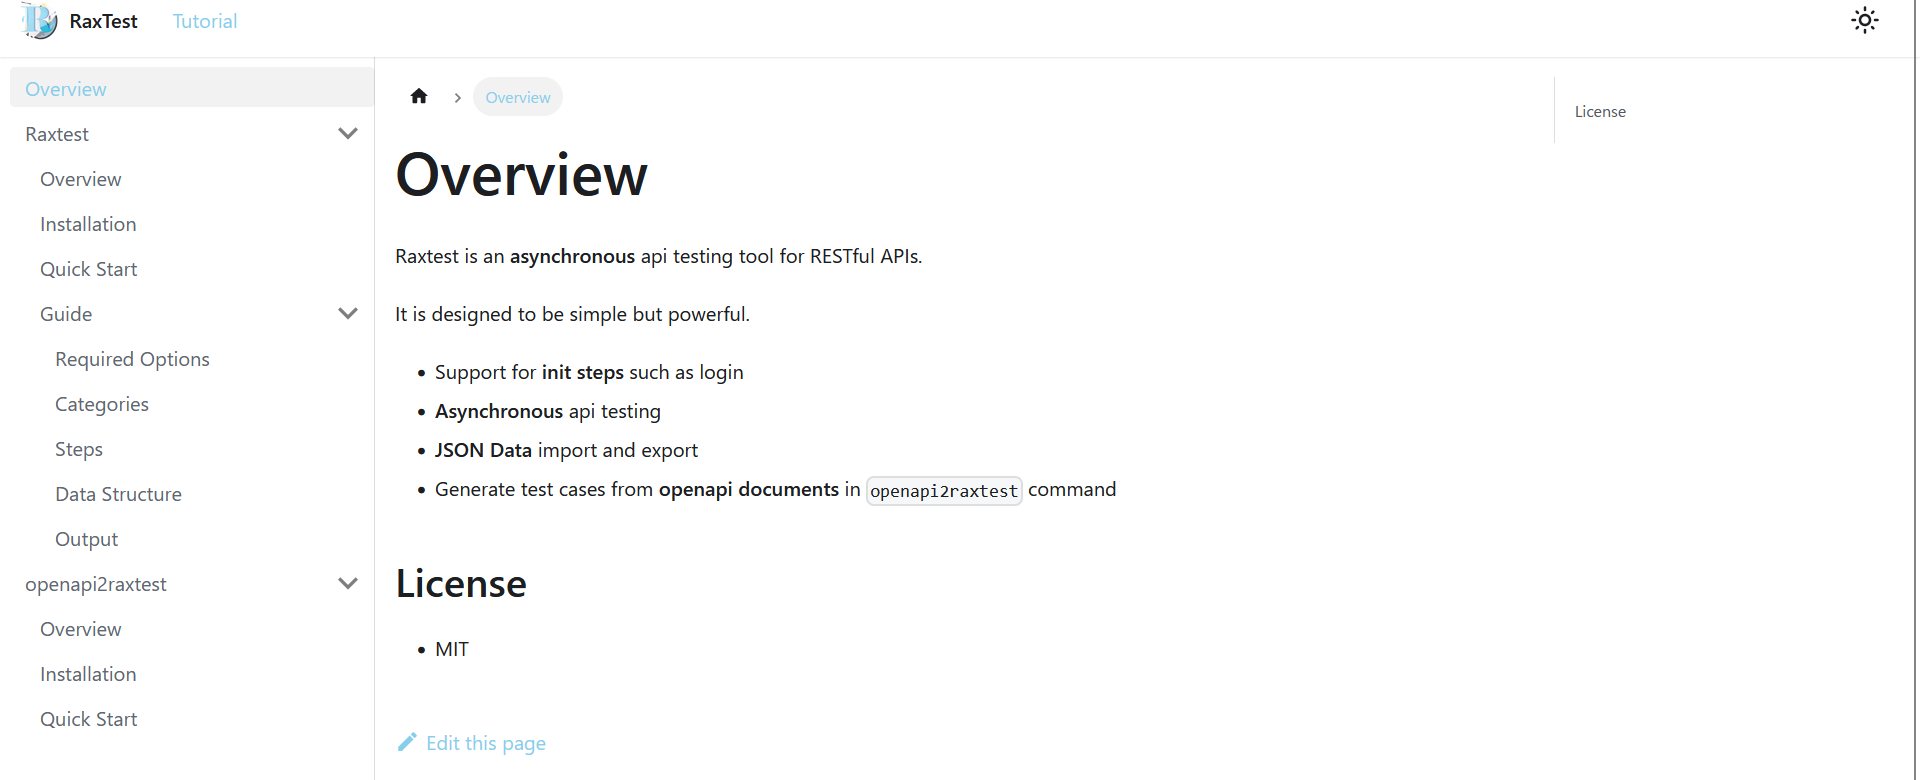 RaxTest
Tutorial
Overview
Raxtest
Overview
Installation
Quick Start
Guide
Required Options
Categories
Steps
Data Structure
Output
openapi2raxtest
Overview
Installation
Quick Start
Overview
Overview
Raxtest is an asynchronous api testing tool for RESTful APIs.
It is designed to be simple but powerful.
Support for init steps such as login
Asynchronous api testing
JSON Data import and export
Generate test cases from openapi documents in openapi2raxtest command
License
MIT
Edit this page
License